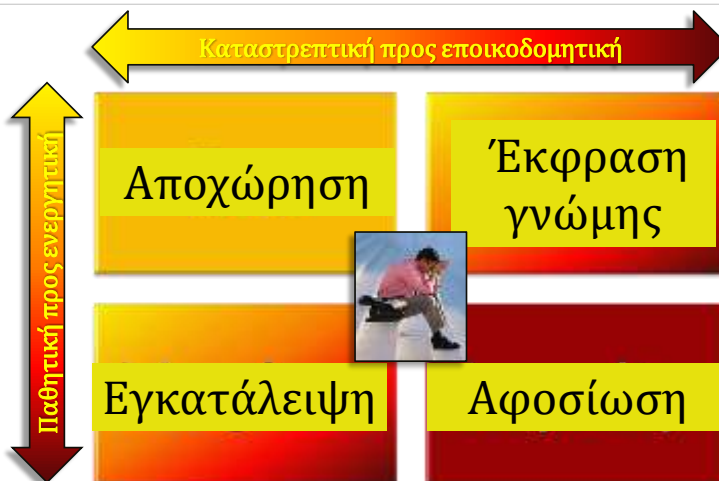 Καταστρεπτική προς εποικοδομητική
Παθητική προς ενεργητική
Αποχώρηση
Έκφραση
γνώμης
Εγκατάλειψη
Αφοσίωση